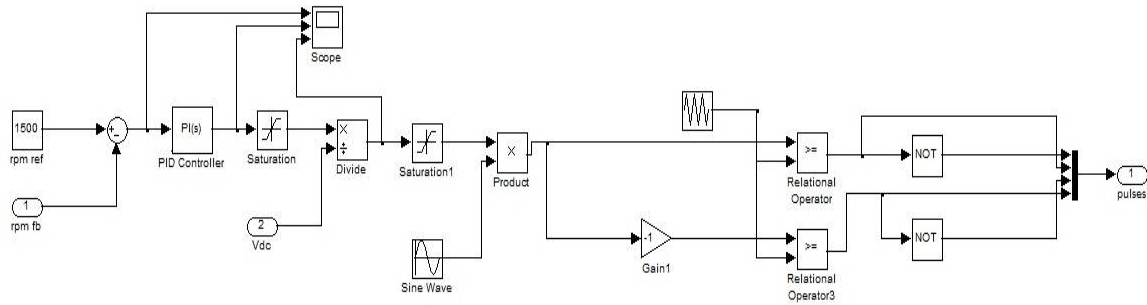 Scope
1500
rpm ref
+
−
PI(s)
PID Controller
Saturation
×
÷
Divide
Saturation1
×
Product
1
rpm fb
2
Vdc
Sine Wave
-1
Gain1
>=
Relational
Operator
NOT
>=
Relational
Operator3
NOT
1
pulses